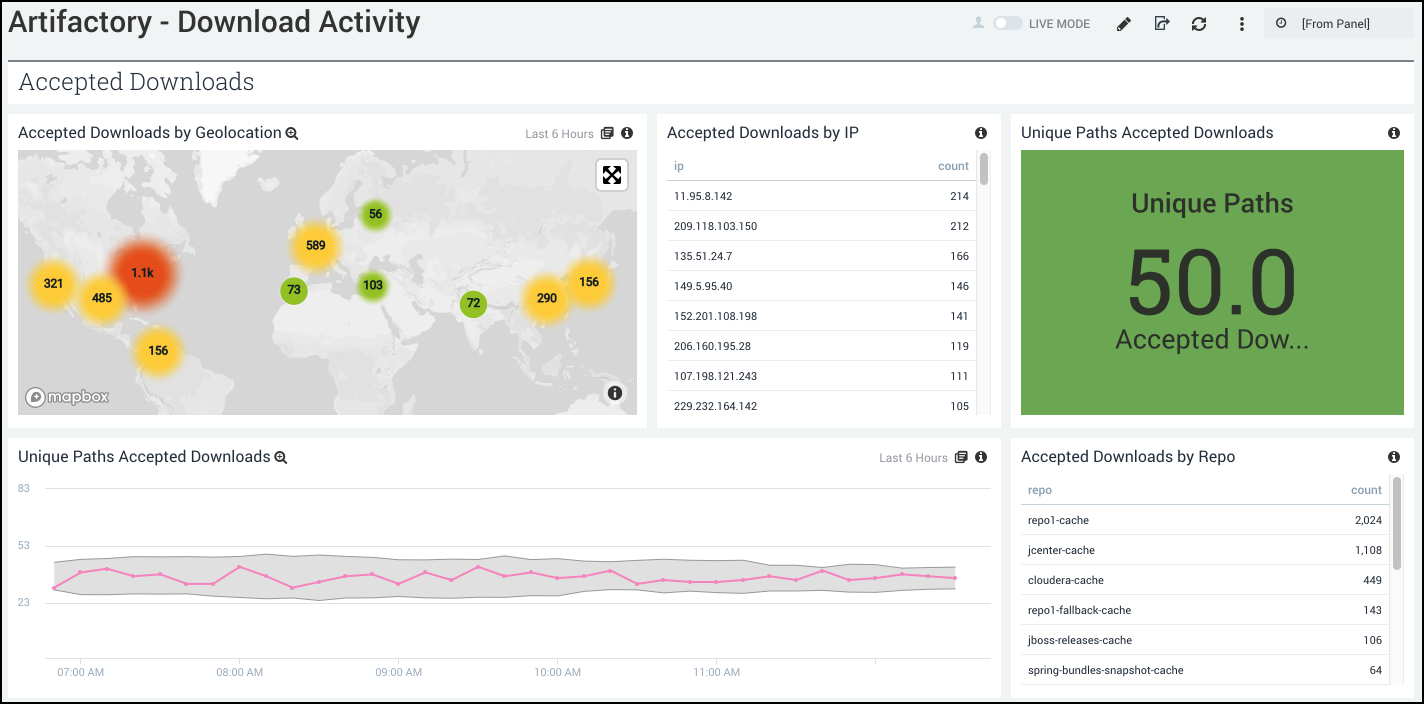 Artifactory - Download Activity
LIVE MODE
[From Panel]
Accepted Downloads
Accepted Downloads by Geolocation
Last 6 Hours
321
485
1.1k
156
589
56
73
103
72
290
156
mapbox
Accepted Downloads by IP
ip count
11.95.8.142 214
209.118.103.150 212
135.51.24.7 166
149.5.95.40 146
152.201.108.198 141
206.160.195.28 119
107.198.121.243 111
229.232.164.142 105
Unique Paths Accepted Downloads
Unique Paths
50.0
Accepted Dow...
Unique Paths Accepted Downloads
Last 6 Hours
83
53
23
07:00 AM 08:00 AM 09:00 AM 10:00 AM 11:00 AM
Accepted Downloads by Repo
repo count
repo1-cache 2,024
jcenter-cache 1,108
cloudera-cache 449
repo1-fallback-cache 143
jboss-releases-cache 106
spring-bundles-snapshot-cache 64